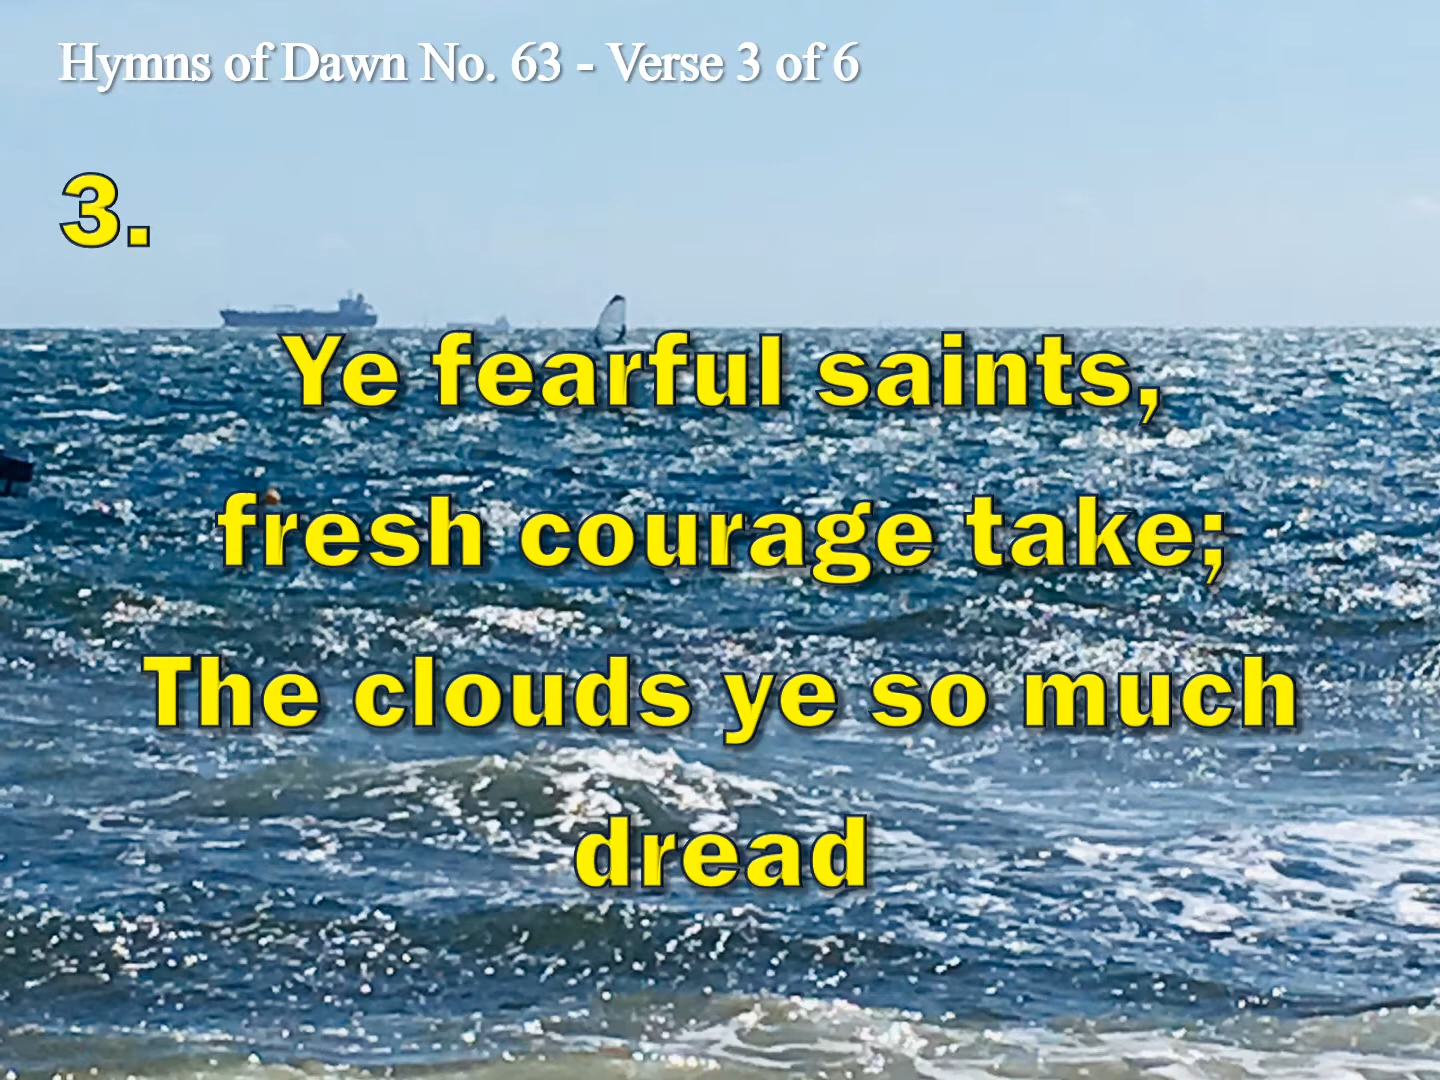 Hymns of Dawn No. 63 - Verse 3 of 6
3.
Ye fearful saints,
fresh courage take;
The clouds ye so much
dread